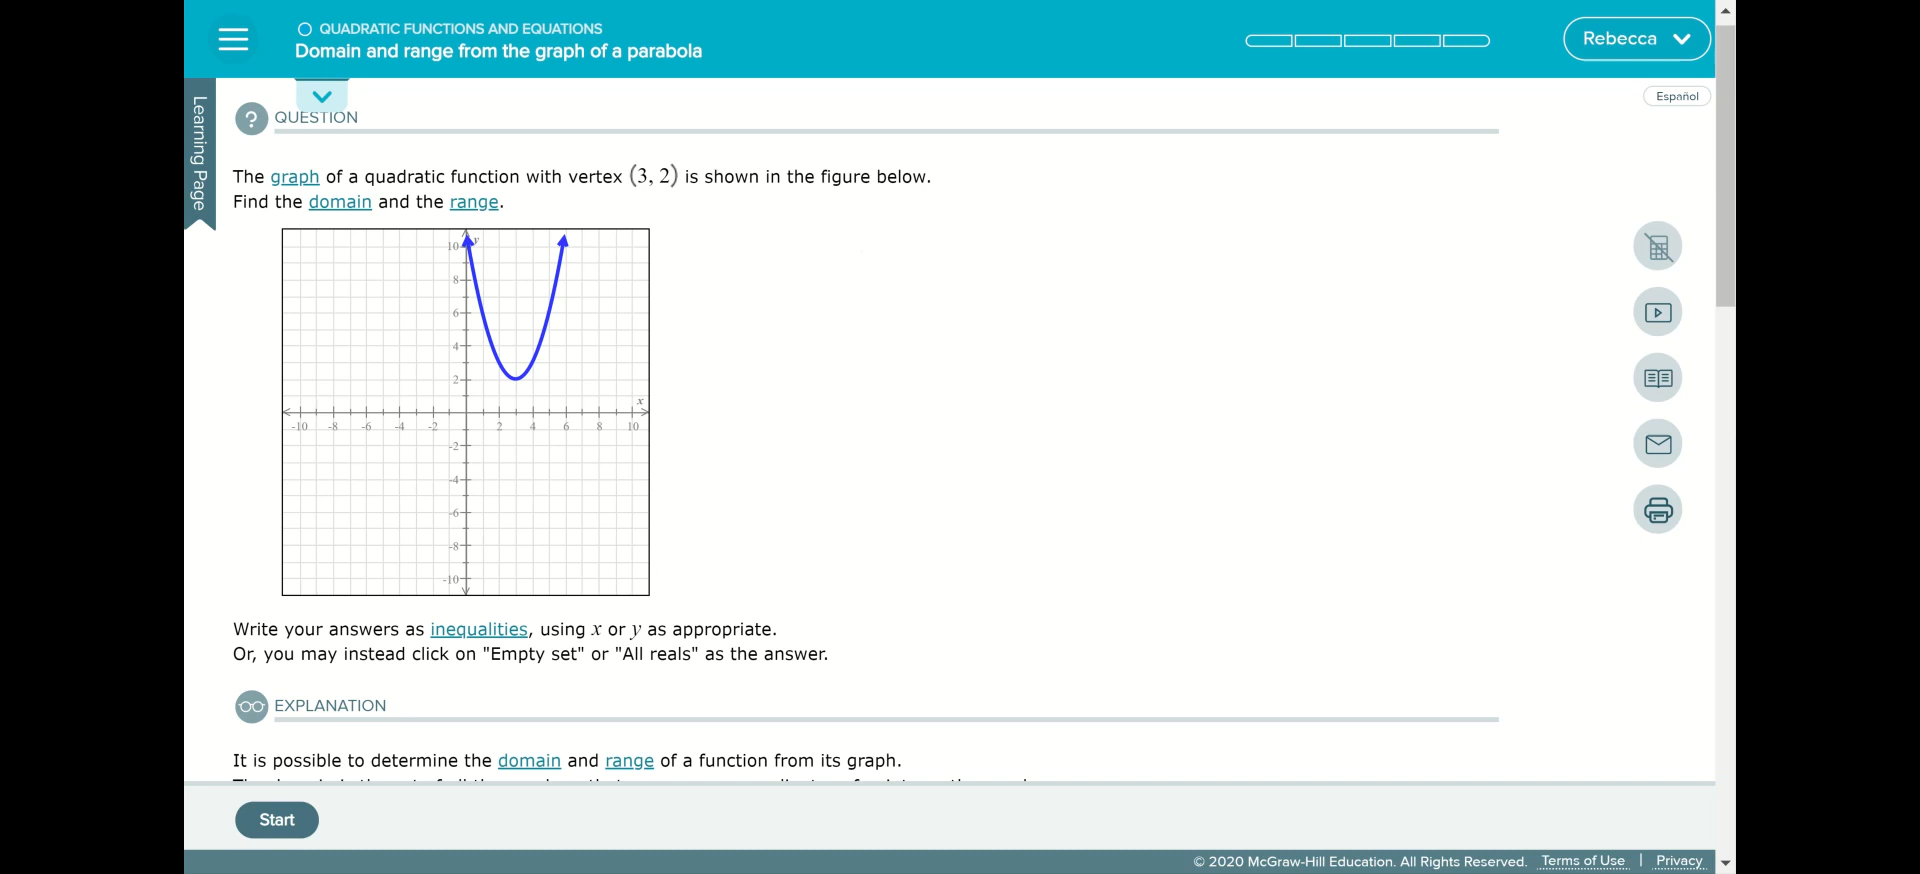 QUADRATIC FUNCTIONS AND EQUATIONS
Domain and range from the graph of a parabola
Rebecca
Español
Learning Page
? QUESTION
The graph of a quadratic function with vertex (3, 2) is shown in the figure below.
Find the domain and the range.
y
10
8
6
4
2
x
-10 -8 -6 -4 -2 2 4 6 8 10
-2
-4
-6
-8
-10
Write your answers as inequalities, using x or y as appropriate.
Or, you may instead click on "Empty set" or "All reals" as the answer.
EXPLANATION
It is possible to determine the domain and range of a function from its graph.
Start
© 2020 McGraw-Hill Education. All Rights Reserved. Terms of Use | Privacy